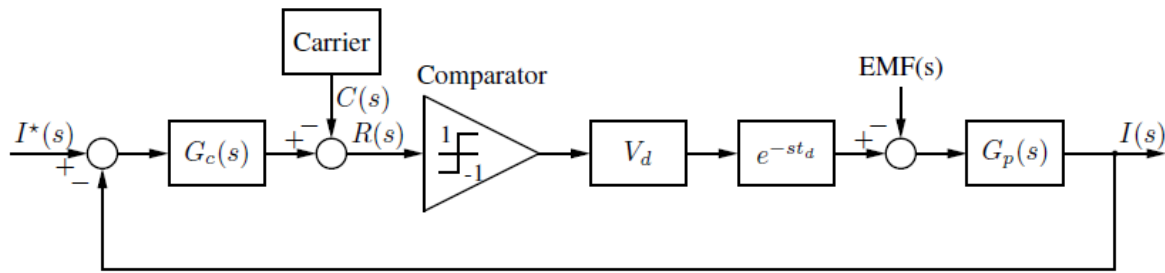 Carrier
Comparator
EMF(s)
C(s)
I*(s)
+
−
G_c(s)
+
−
R(s)
1
-1
V_d
e^{-st_d}
+
−
G_p(s)
I(s)